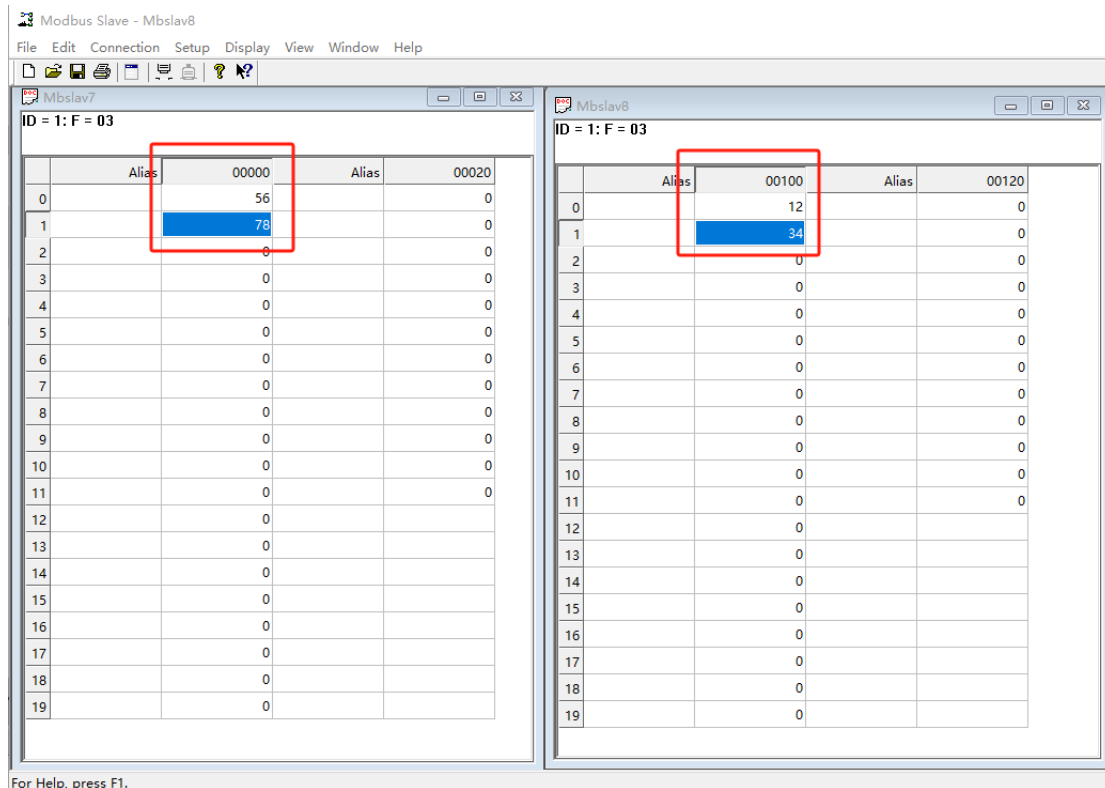 Modbus Slave - Mbslav8
File Edit Connection Setup Display View Window Help
Mbslav7
ID = 1: F = 03
Alias 00000 Alias 00020
0 56 0
1 78 0
2 0 0
3 0 0
4 0 0
5 0 0
6 0 0
7 0 0
8 0 0
9 0 0
10 0 0
11 0 0
12 0
13 0
14 0
15 0
16 0
17 0
18 0
19 0
Mbslav8
ID = 1: F = 03
Alias 00100 Alias 00120
0 12 0
1 34 0
2 0 0
3 0 0
4 0 0
5 0 0
6 0 0
7 0 0
8 0 0
9 0 0
10 0 0
11 0 0
12 0
13 0
14 0
15 0
16 0
17 0
18 0
19 0
For Help, press F1.